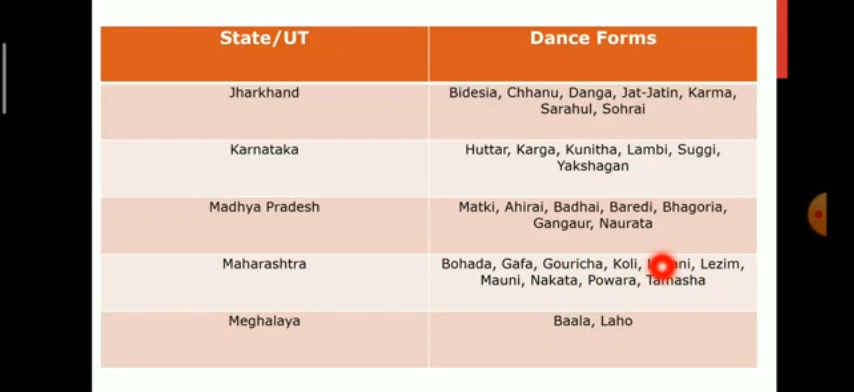 State/UT Dance Forms
Jharkhand Bidesia, Chhanu, Danga, Jat-Jatin, Karma,
Sarahul, Sohrai
Karnataka Huttar, Karga, Kunitha, Lambi, Suggi,
Yakshagan
Madhya Pradesh Matki, Ahirai, Badhai, Baredi, Bhagoria,
Gangaur, Naurata
Maharashtra Bohada, Gafa, Gouricha, Koli, Lezim,
Mauni, Nakata, Powara, Tamasha
Meghalaya Baala, Laho